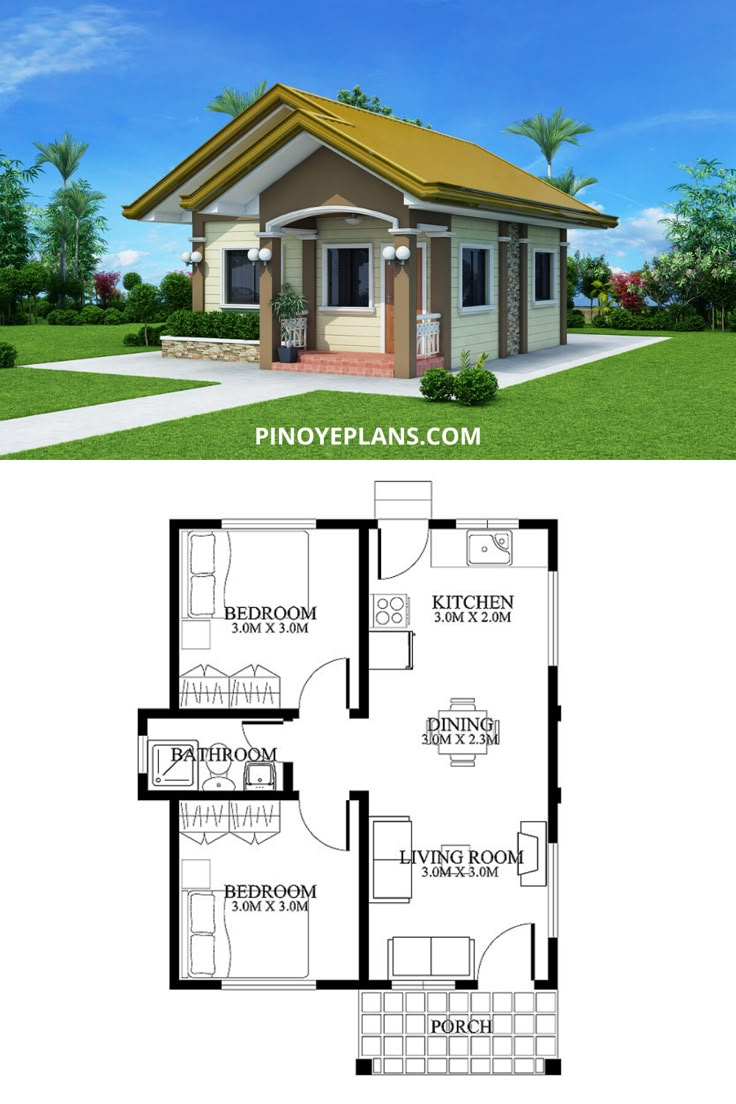 PINOYEPLANS.COM
BEDROOM
3.0M X 3.0M
KITCHEN
3.0M X 2.0M
DINING
3.0M X 2.3M
BATHROOM
LIVING ROOM
3.0M X 3.0M
BEDROOM
3.0M X 3.0M
PORCH